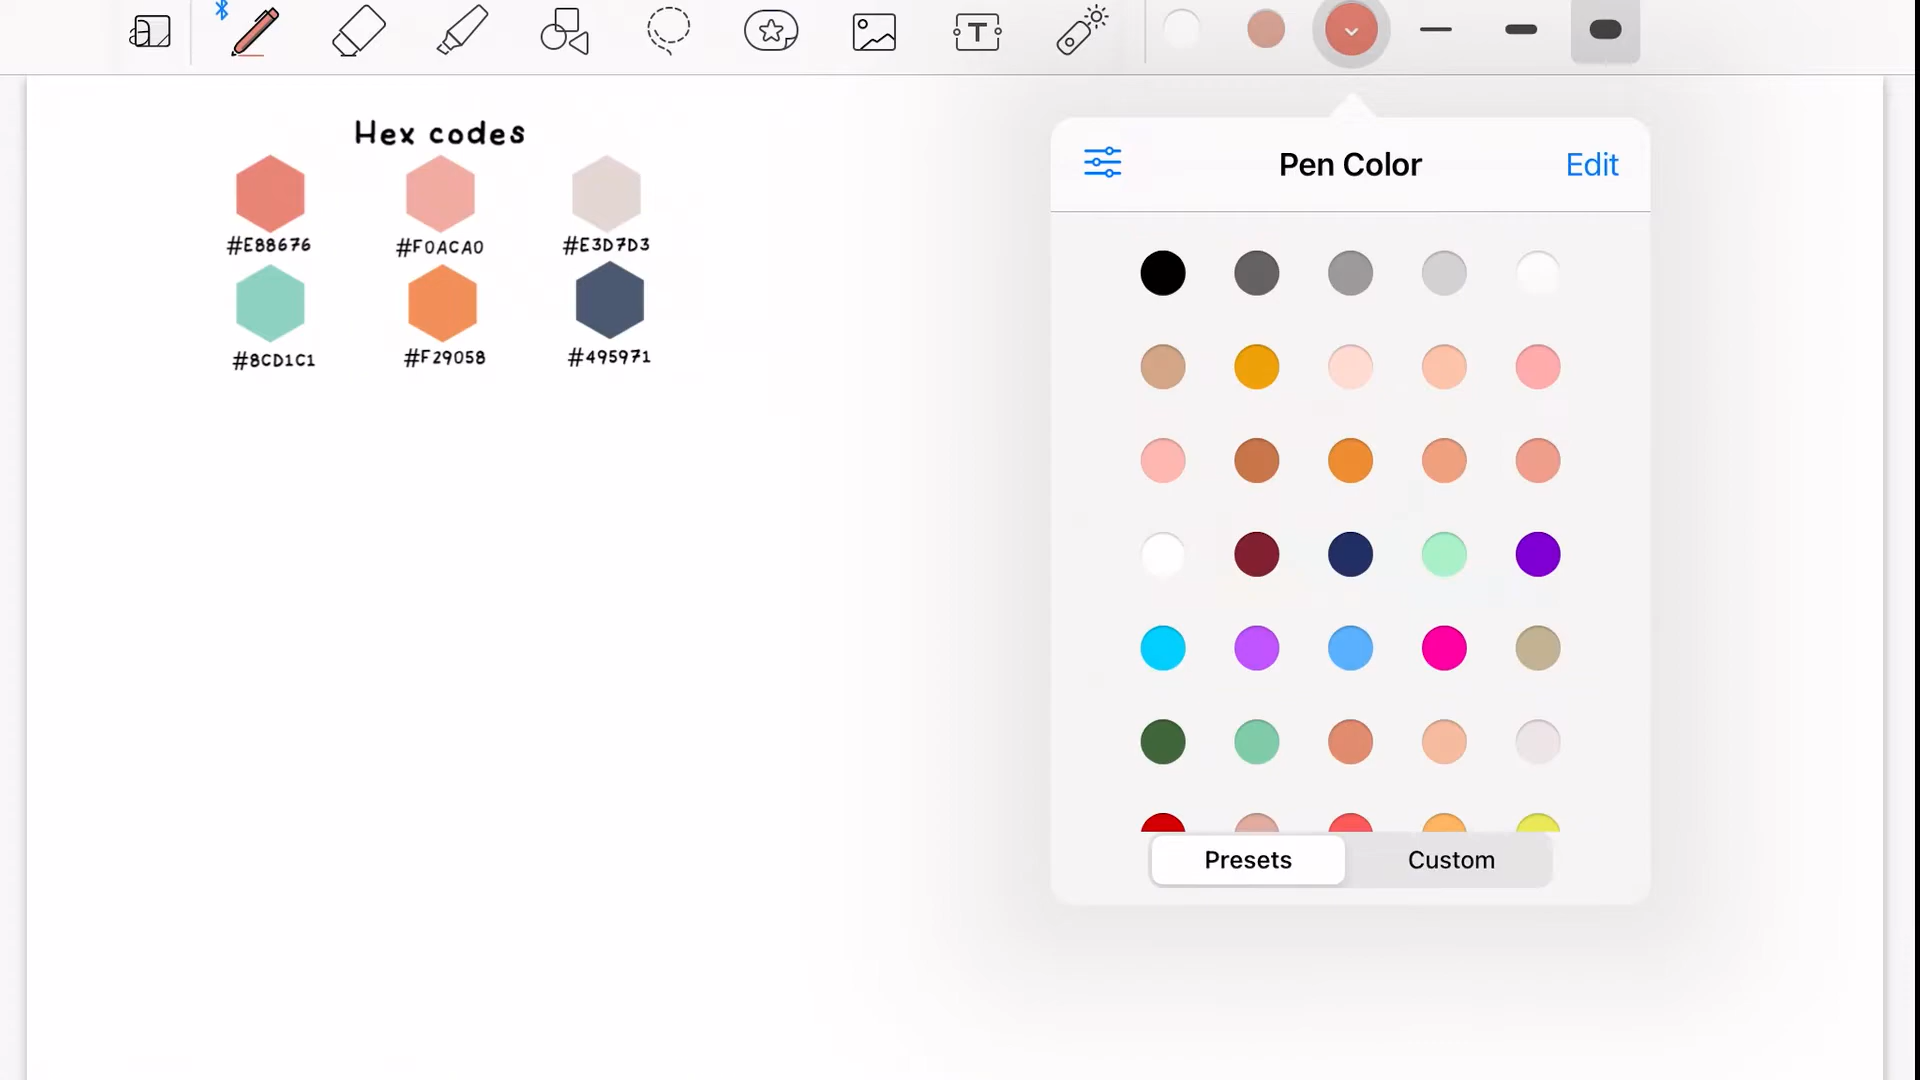 T
Hex codes
#E88676 #F0ACA0 #E3D7D3
#8CD1C1 #F29058 #495971
Pen Color
Edit
Presets
Custom